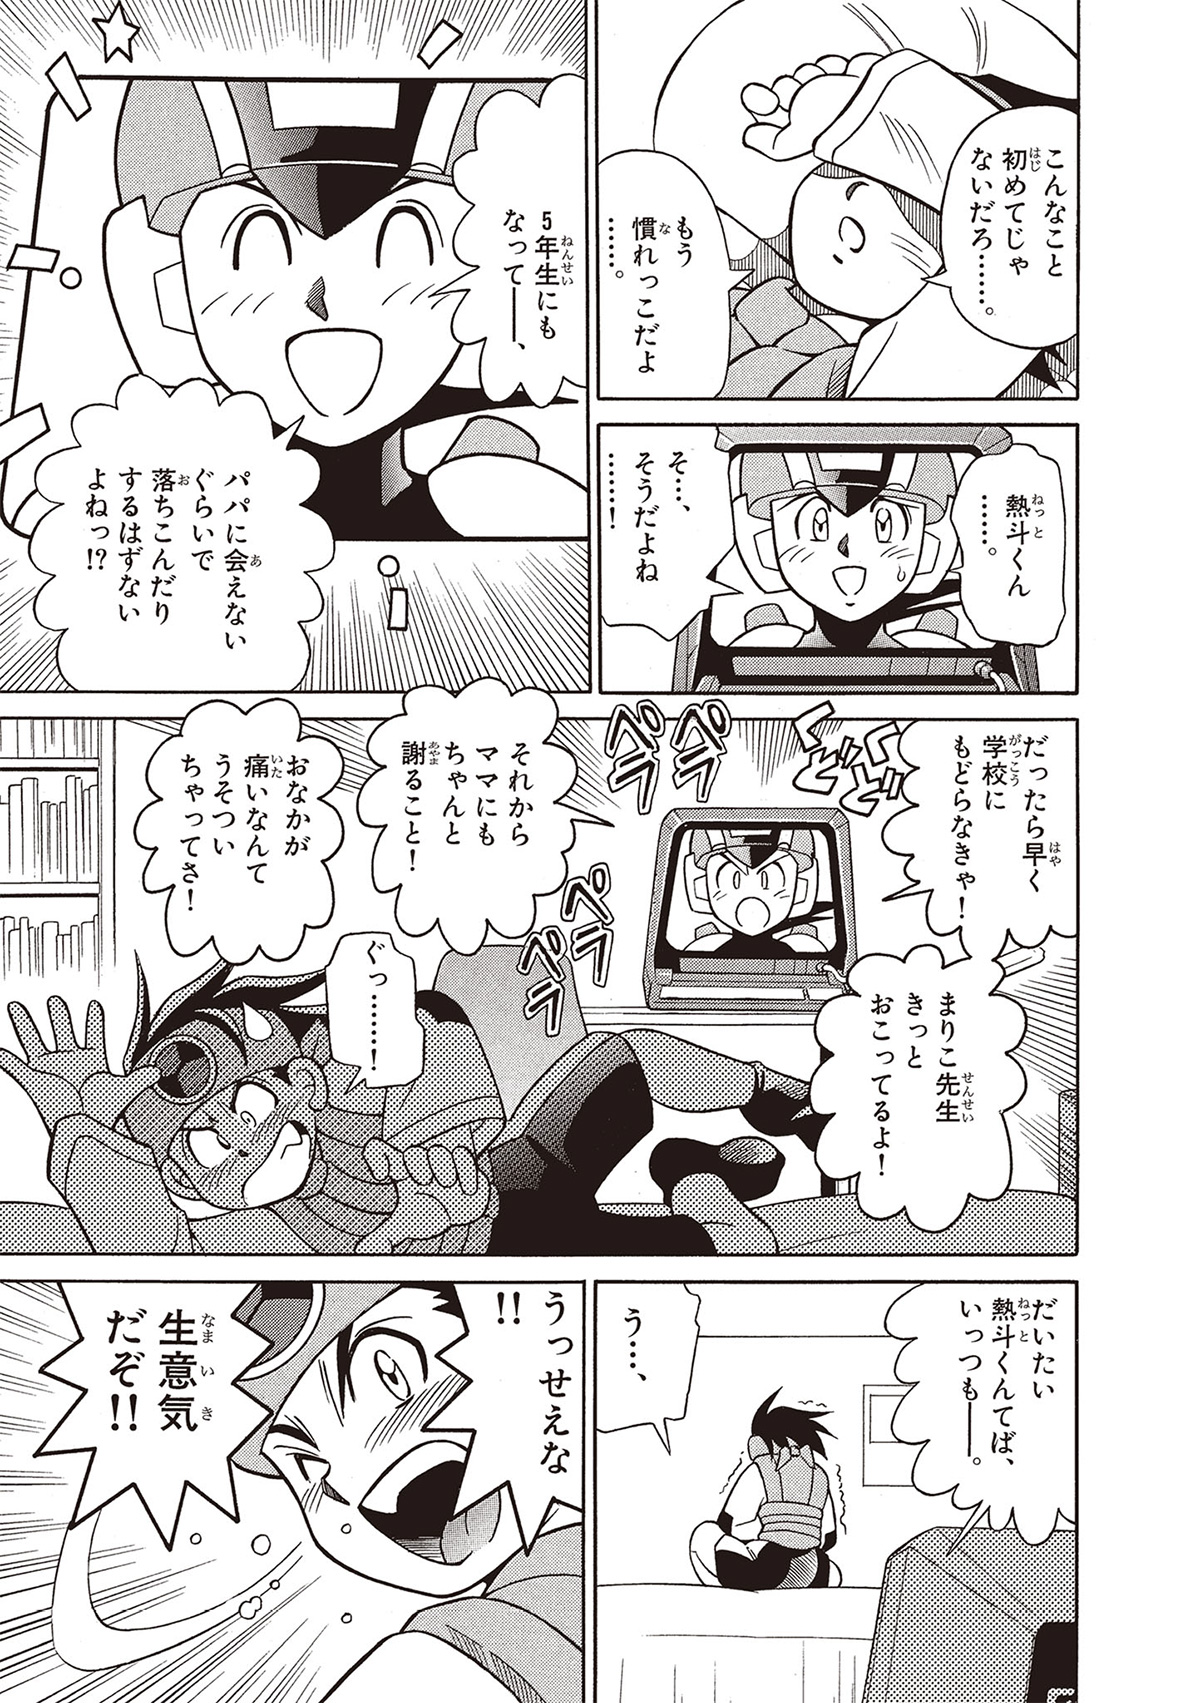 こんなこと
初めてじゃ
ないだろ……。
もう
慣れっこだよ
……。
熱斗くん
……。
そ…、
そうだよね
……!
5年生にも
なって――、
パパに会えない
ぐらいで
落ちこんだり
するはずない
よねっ!?
だったら早く
学校に
もどらなきゃ!
まりこ先生
きっと
おこってるよ!
くどくど
ペラペラ
ペラペラ
それから
ママにも
ちゃんと
謝ること!
おなかが
痛いなんて
うそつい
ちゃってさ!
ぐっ……!
だいたい
熱斗くんてば、
いっつも――。
う…、
うっせえな
!!
生意気
だぞ!!